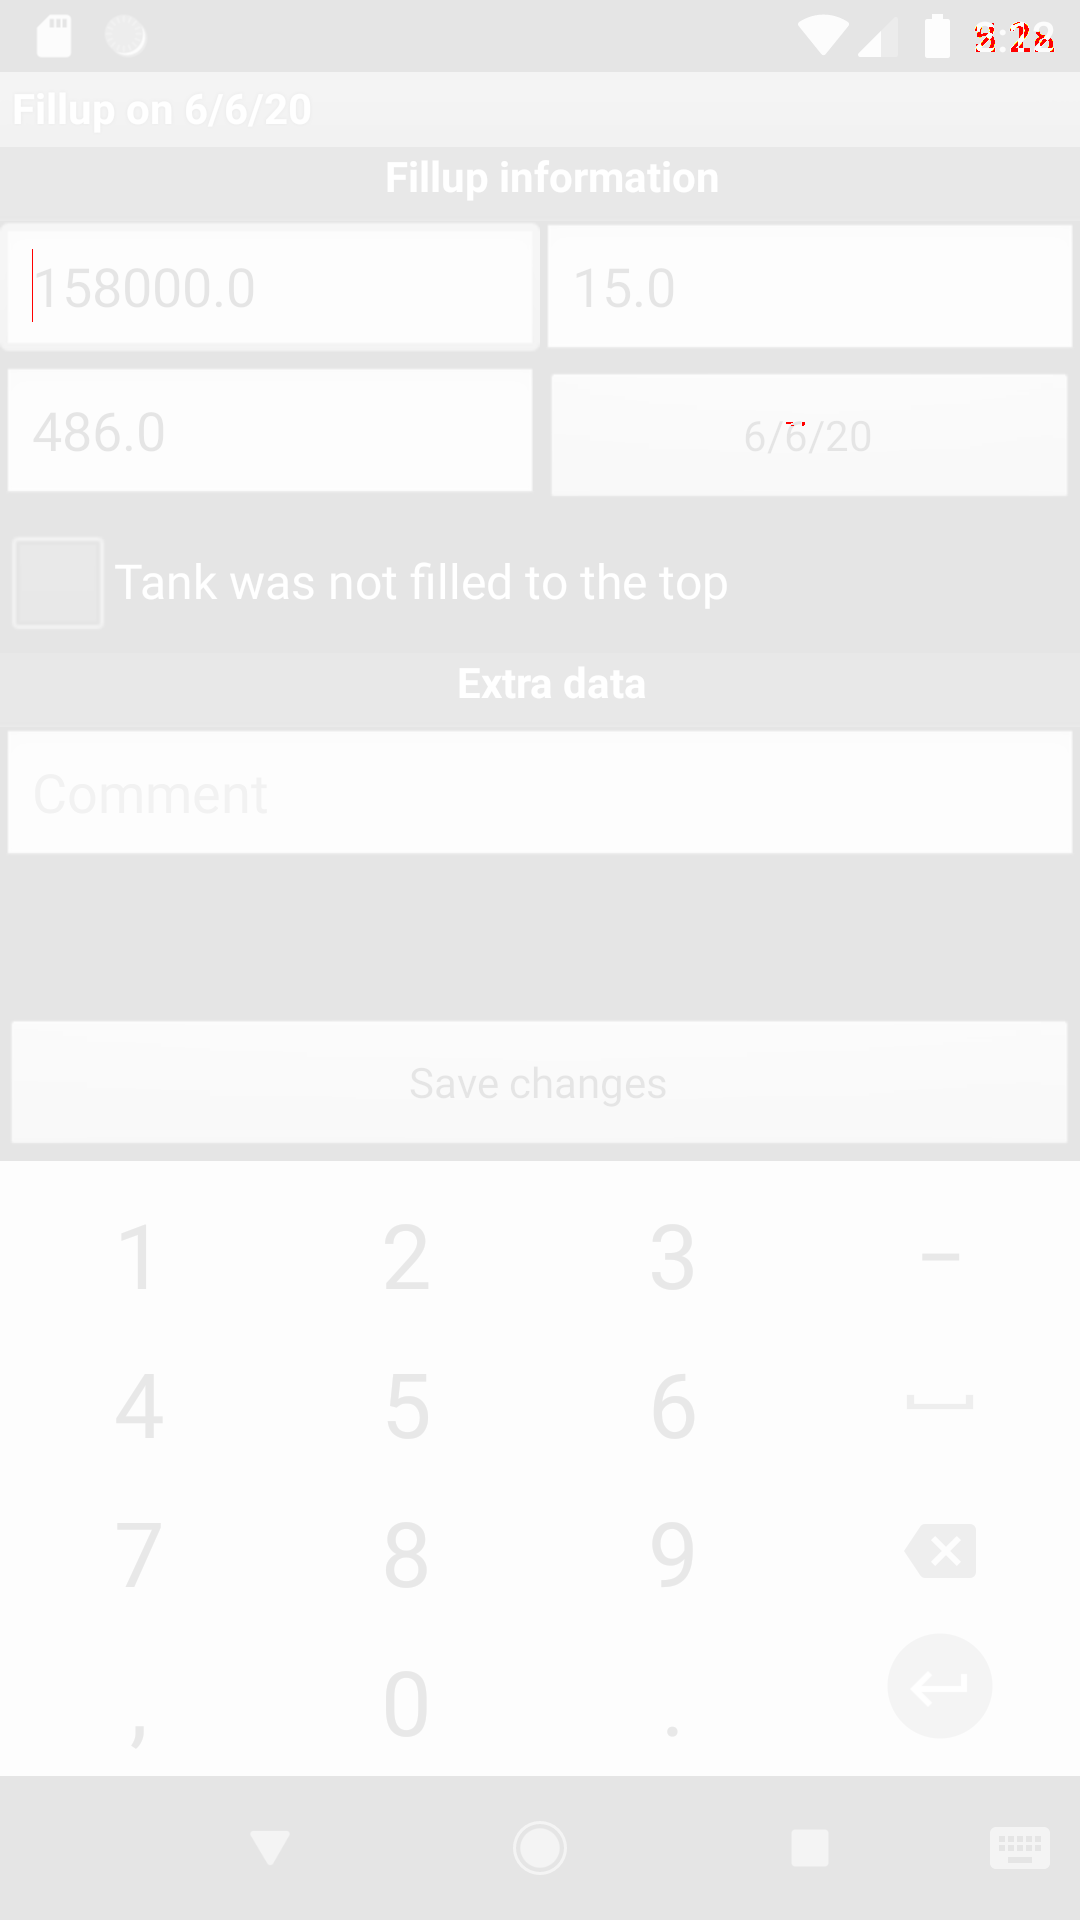 Fillup on 6/6/20
Fillup information
158000.0 15.0
486.0 6/6/20
Tank was not filled to the top
Extra data
Comment
Save changes
1 2 3 –
4 5 6
7 8 9
, 0 .